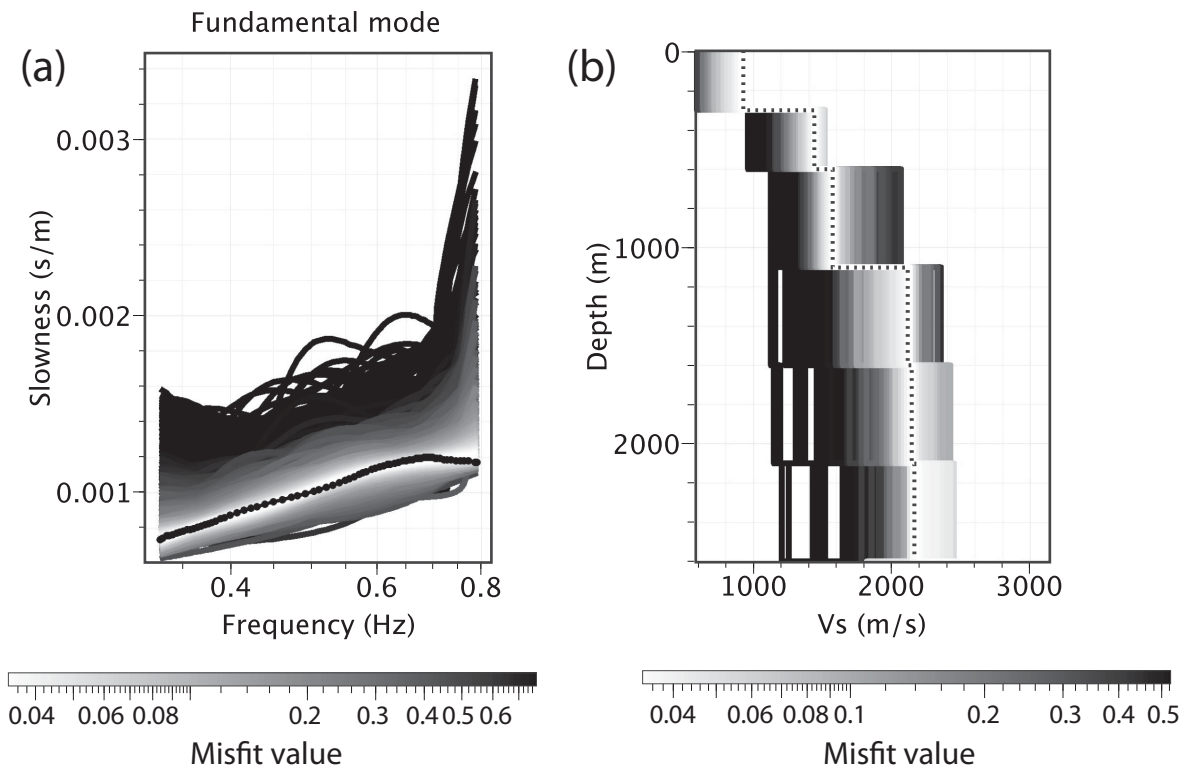 Fundamental mode
(a)
0.003
0.002
0.001
Slowness (s/m)
0.4 0.6 0.8
Frequency (Hz)
0.04 0.06 0.08 0.2 0.3 0.4 0.5 0.6
Misfit value
(b)
0
1000
2000
Depth (m)
1000 2000 3000
Vs (m/s)
0.04 0.06 0.08 0.1 0.2 0.3 0.4 0.5
Misfit value